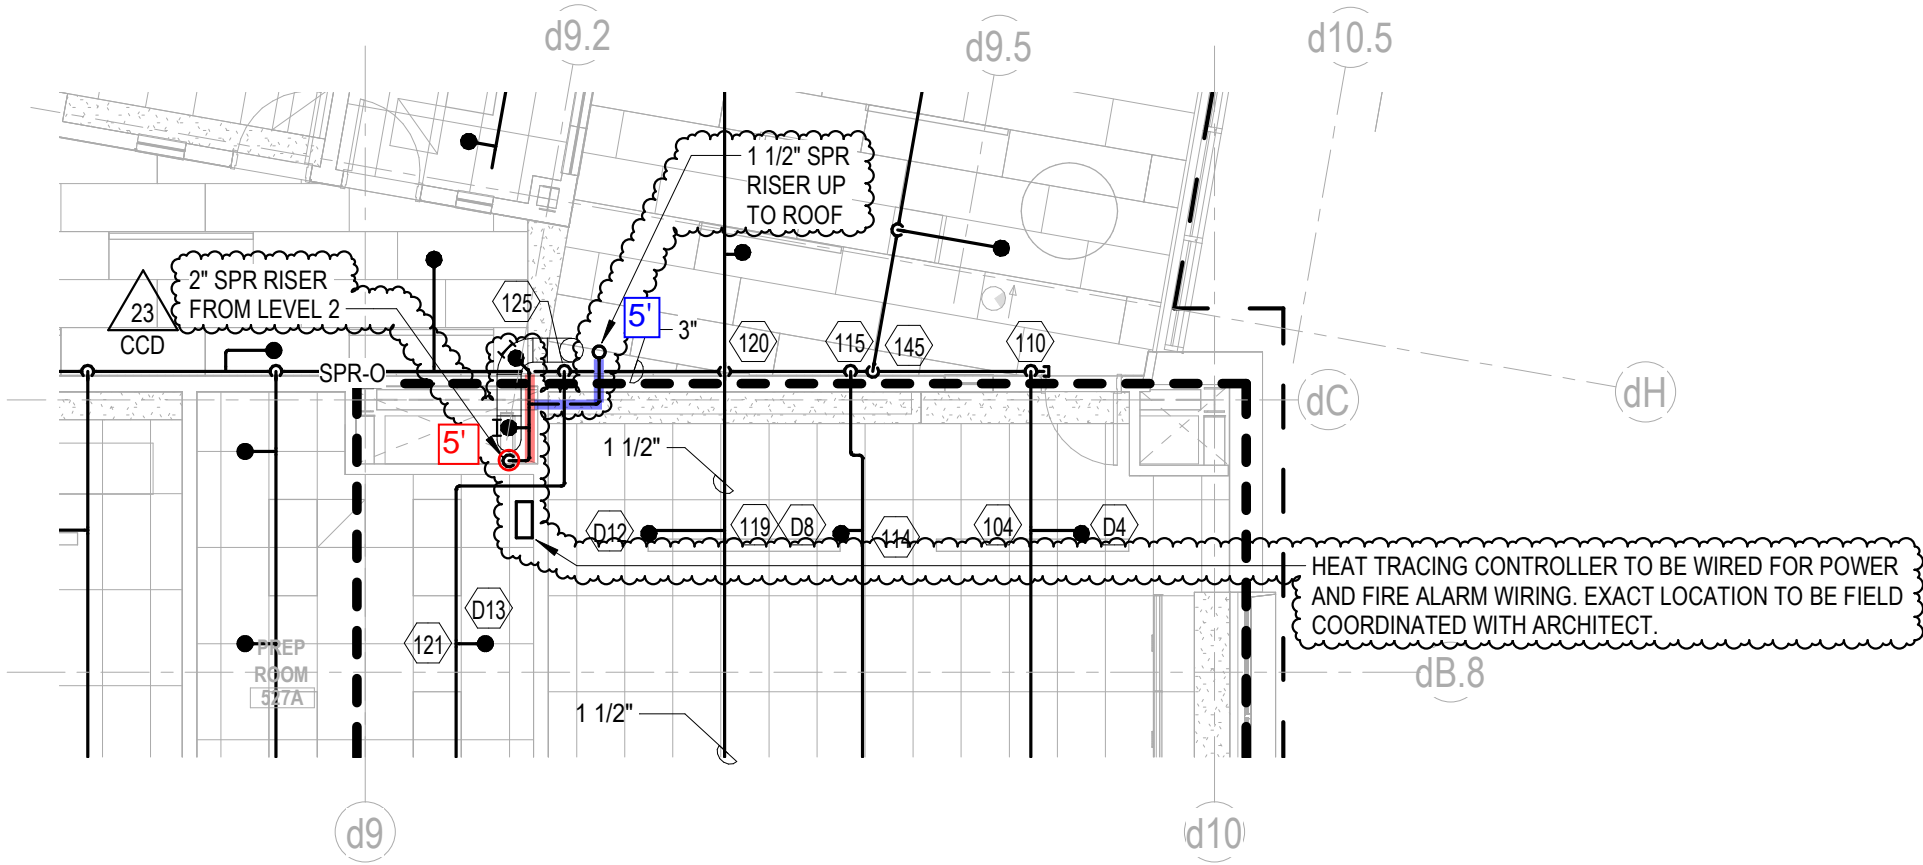 d9.2
d9.5
d10.5
1 1/2" SPR
RISER UP
TO ROOF
2" SPR RISER
FROM LEVEL 2
23
CCD
125
5'
3"
120
115
145
110
SPR-O
dC
dH
5'
1 1/2"
D12
119
D8
114
104
D4
HEAT TRACING CONTROLLER TO BE WIRED FOR POWER
AND FIRE ALARM WIRING. EXACT LOCATION TO BE FIELD
COORDINATED WITH ARCHITECT.
D13
121
PREP
ROOM
527A
dB.8
1 1/2"
d9
d10